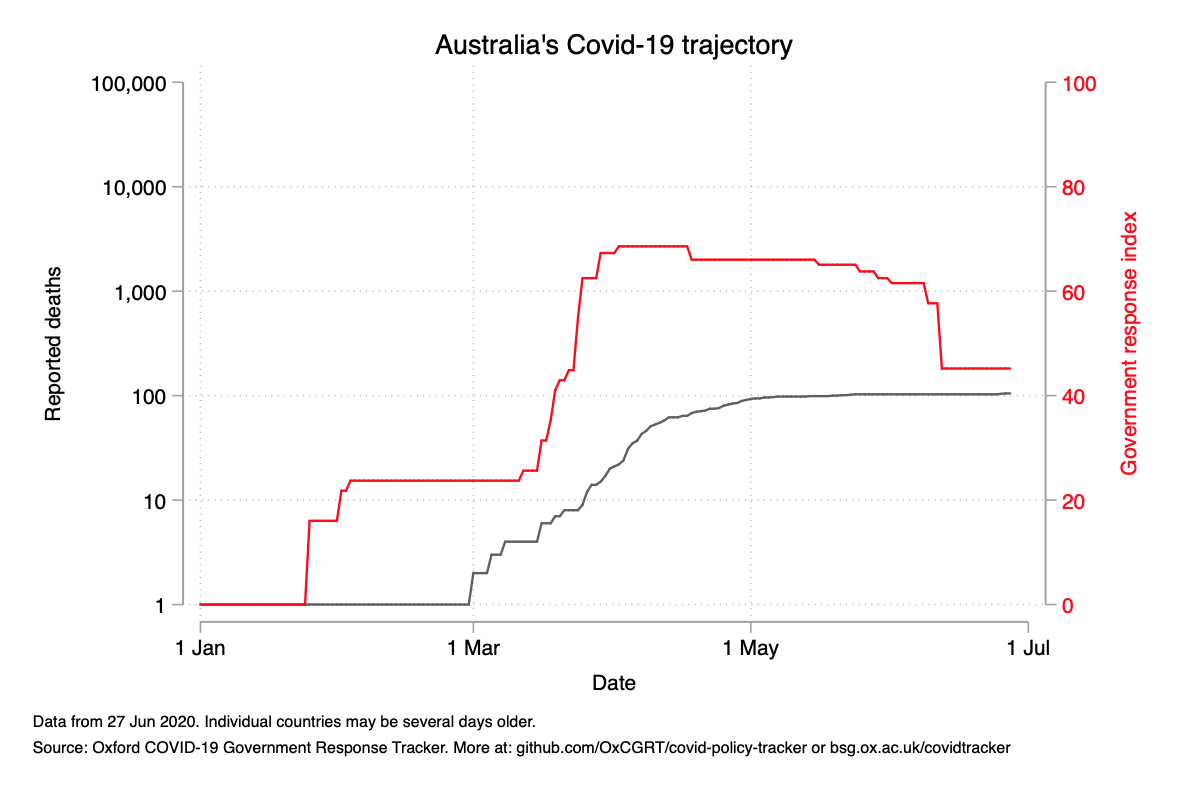 Australia's Covid-19 trajectory
100,000
10,000
1,000
100
10
1
Reported deaths
100
80
60
40
20
0
Government response index
1 Jan
1 Mar
1 May
1 Jul
Date
Data from 27 Jun 2020. Individual countries may be several days older.
Source: Oxford COVID-19 Government Response Tracker. More at: github.com/OxCGRT/covid-policy-tracker or bsg.ox.ac.uk/covidtracker